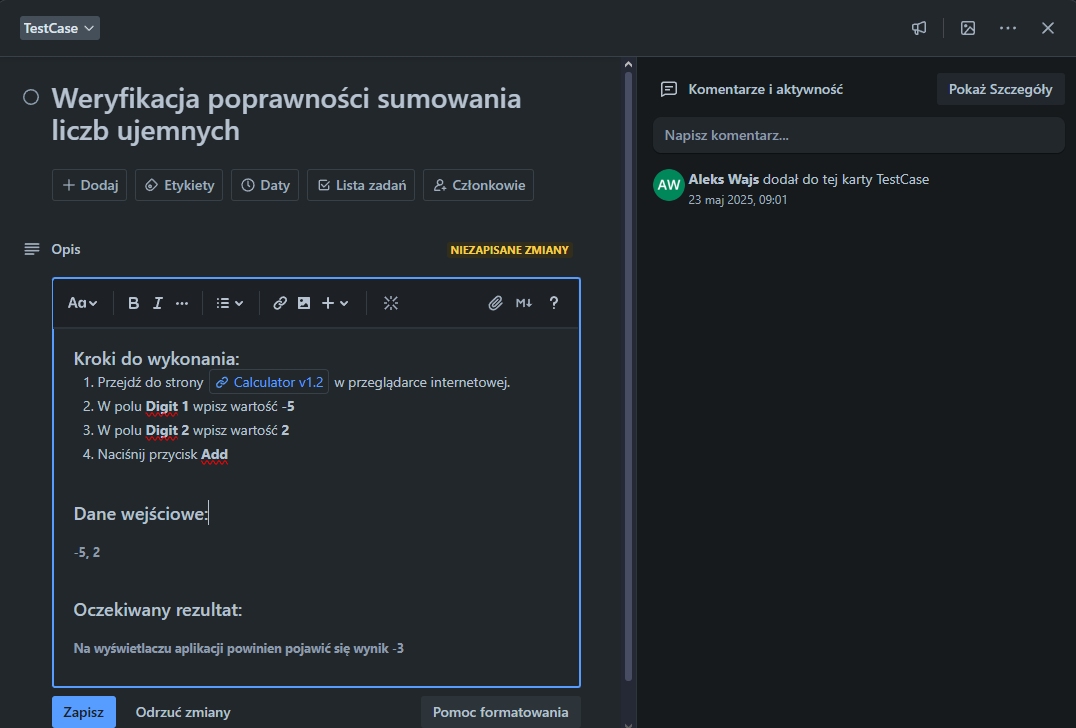 TestCase
Weryfikacja poprawności sumowania
liczb ujemnych
Dodaj Etykiety Daty Lista zadań Członkowie
Opis NIEZAPISANE ZMIANY
Aa B I M ?
Kroki do wykonania:
1. Przejdź do strony Calculator v1.2 w przeglądarce internetowej.
2. W polu Digit 1 wpisz wartość -5
3. W polu Digit 2 wpisz wartość 2
4. Naciśnij przycisk Add
Dane wejściowe:
-5, 2
Oczekiwany rezultat:
Na wyświetlaczu aplikacji powinien pojawić się wynik -3
Zapisz Odrzuć zmiany Pomoc formatowania
Komentarze i aktywność Pokaż Szczegóły
Napisz komentarz...
AW Aleks Wajs dodał do tej karty TestCase
23 maj 2025, 09:01